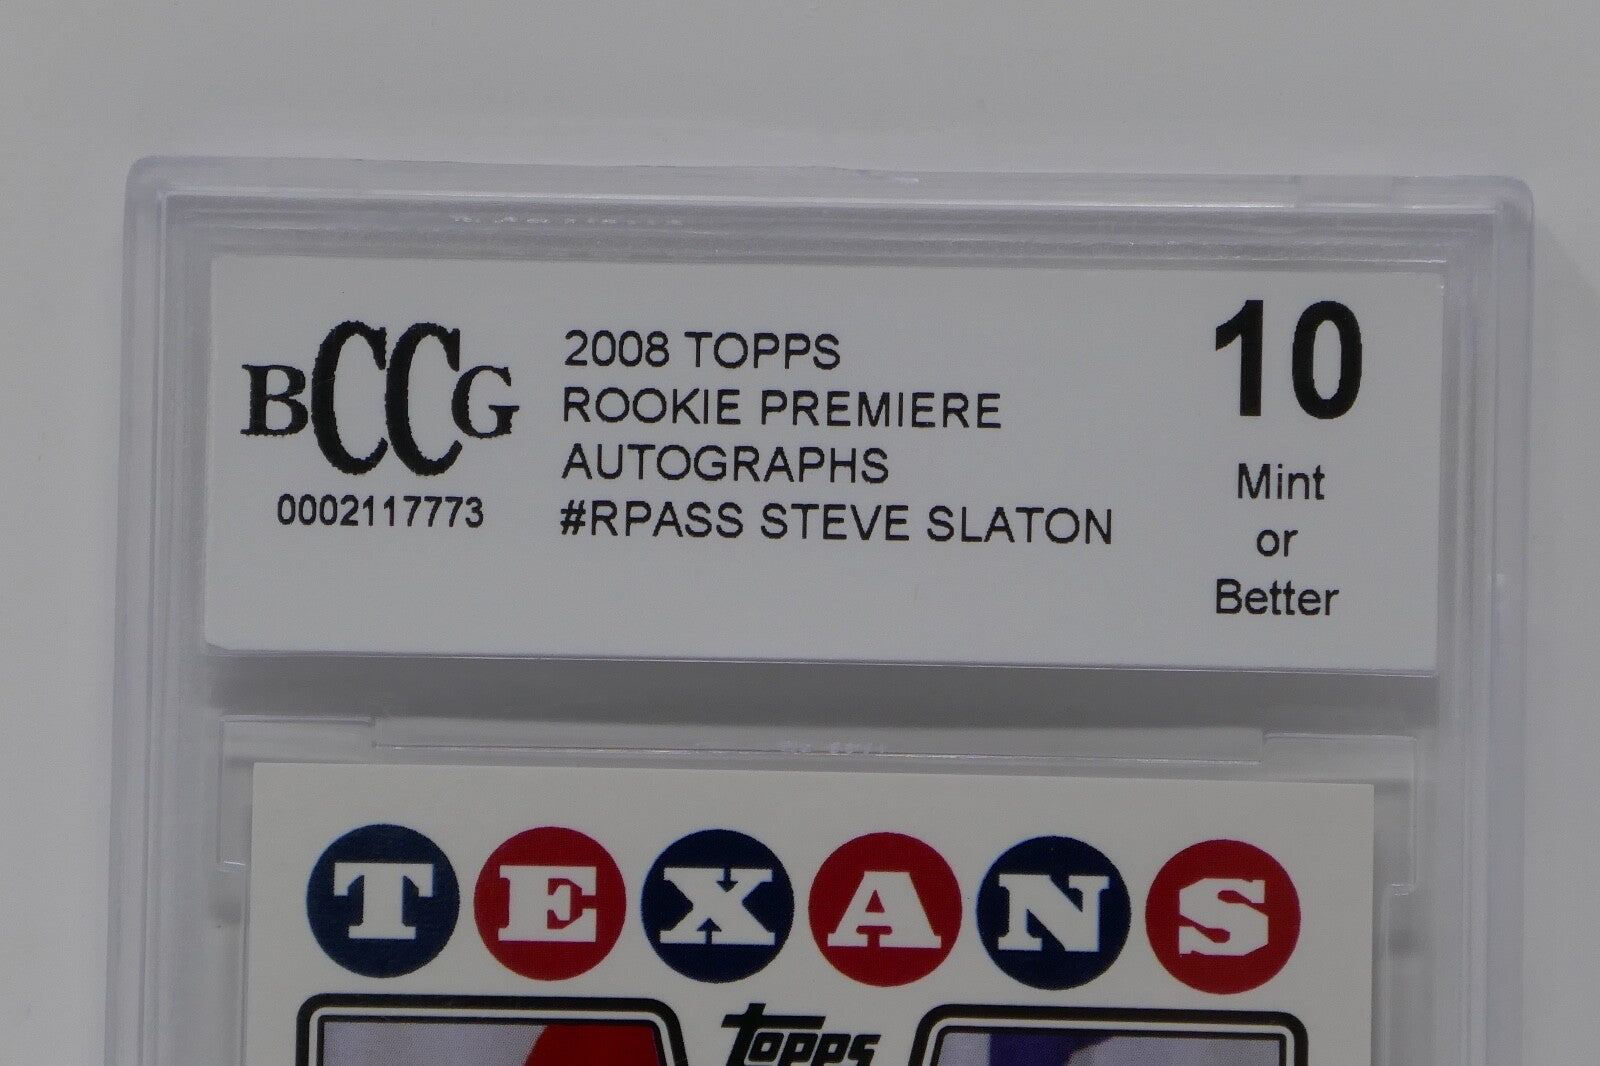 BCCG
0002117773
2008 TOPPS
ROOKIE PREMIERE
AUTOGRAPHS
#RPASS STEVE SLATON
10
Mint
or
Better
TEXANS
topps